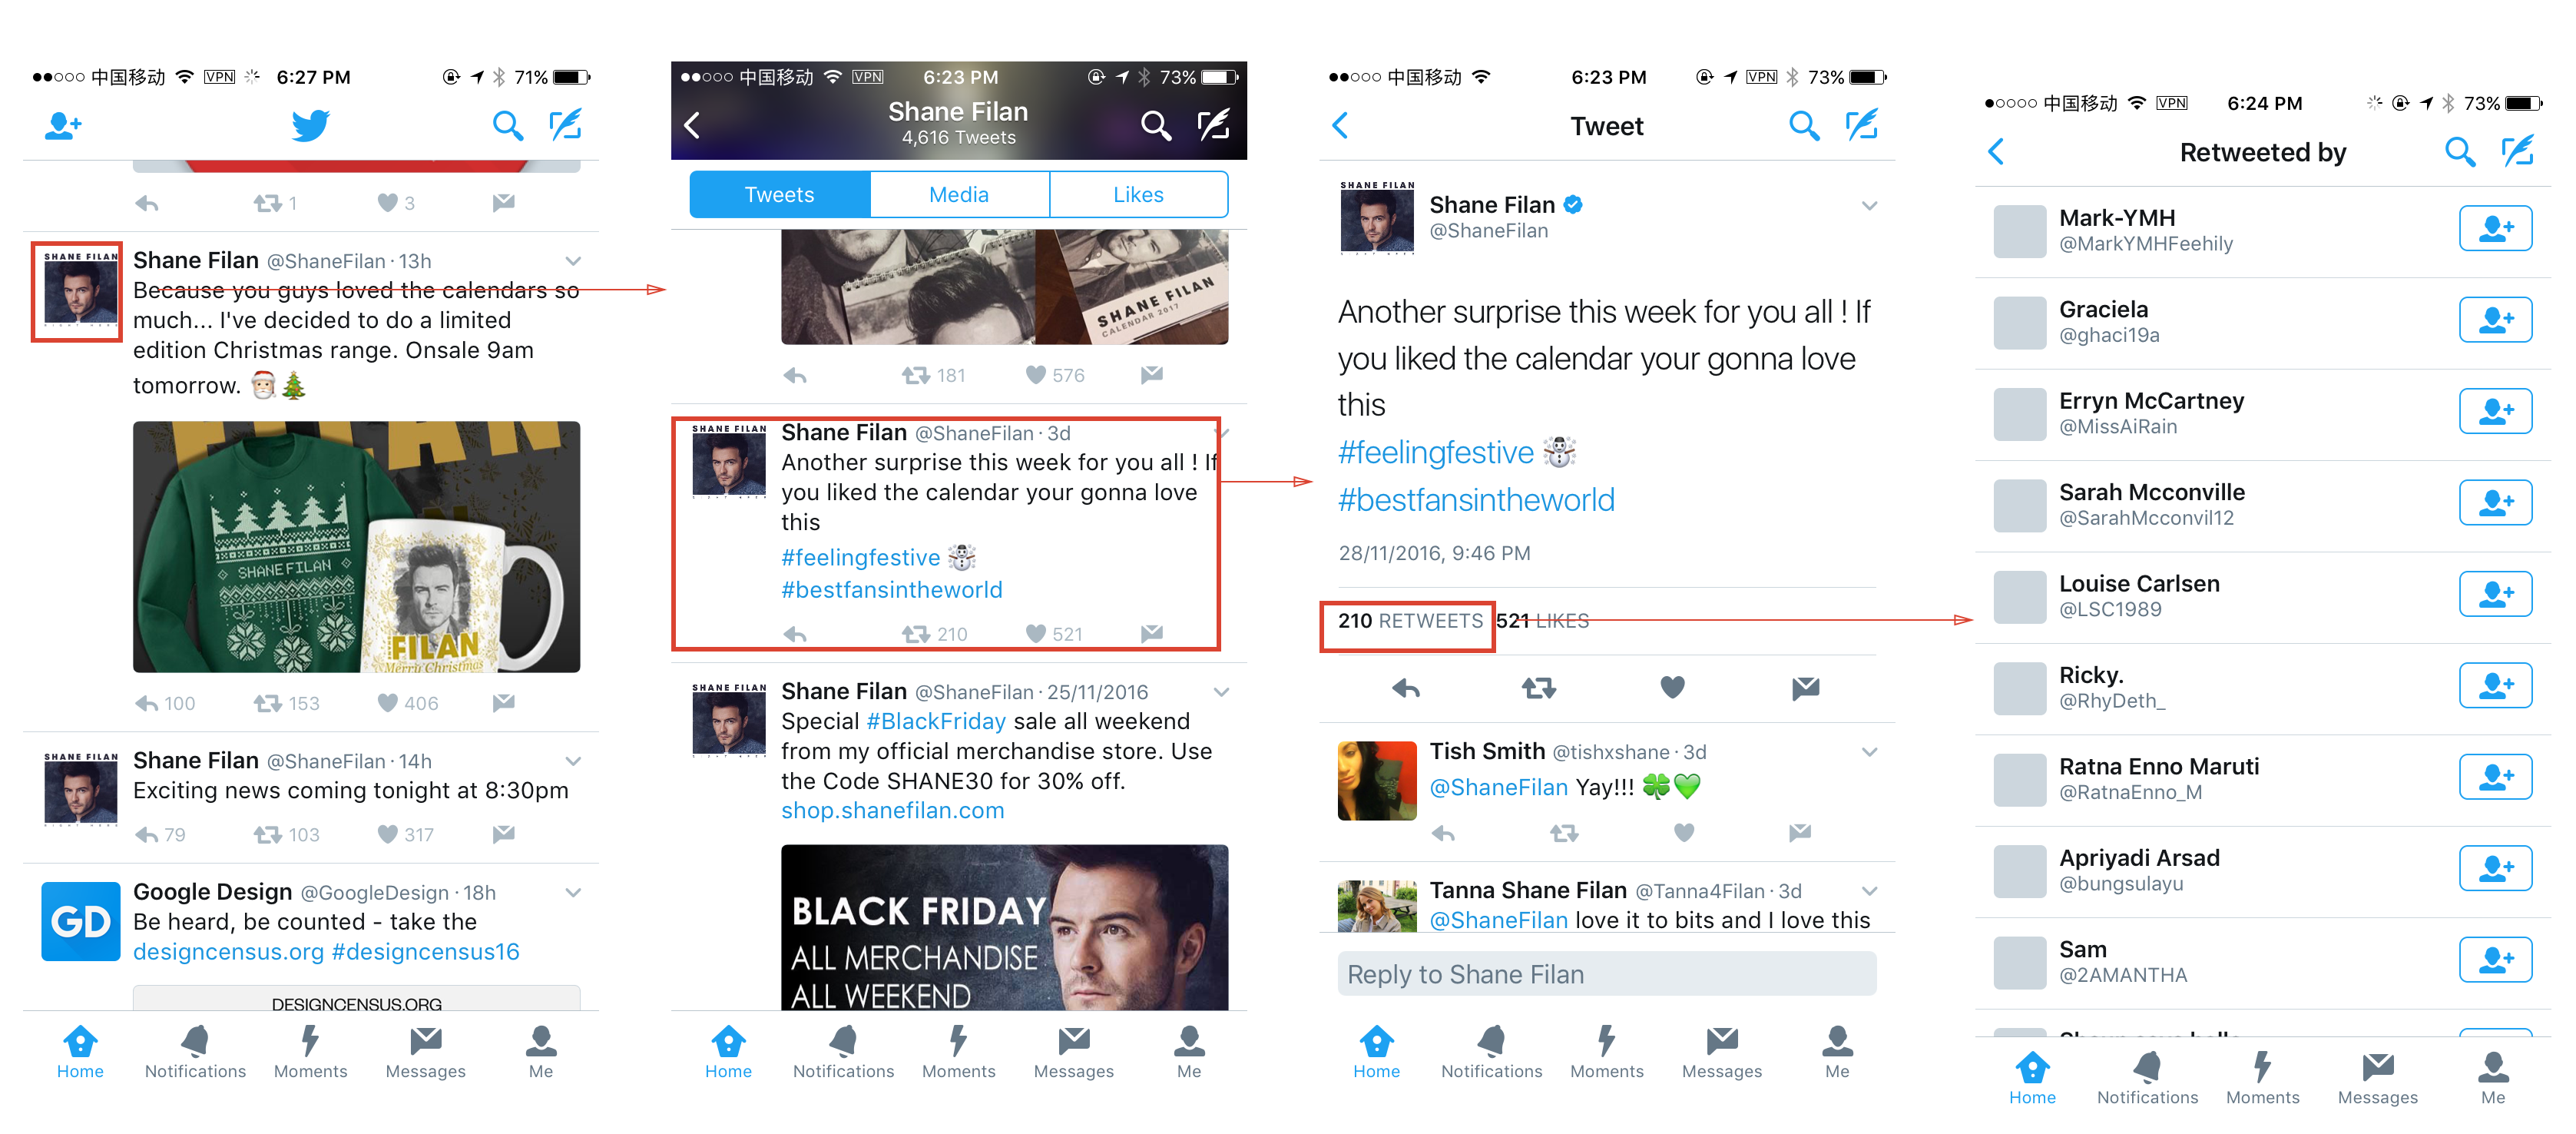 中国移动 VPN 6:27 PM 71%
1 3
SHANE FILAN
Shane Filan @ShaneFilan · 13h
Because you guys loved the calendars so
much... I've decided to do a limited
edition Christmas range. Onsale 9am
tomorrow. 🎅🎄
FILAN
SHANE FILAN
FILAN
Merry Christmas
100 153 406
SHANE FILAN
Shane Filan @ShaneFilan · 14h
Exciting news coming tonight at 8:30pm
79 103 317
GD
Google Design @GoogleDesign · 18h
Be heard, be counted - take the
designcensus.org #designcensus16
DESIGNCENSUS.ORG
Home Notifications Moments Messages Me
中国移动 VPN 6:23 PM 73%
Shane Filan
4,616 Tweets
Tweets Media Likes
SHANE FILAN
CALENDAR 2017
181 576
SHANE FILAN
Shane Filan @ShaneFilan · 3d
Another surprise this week for you all ! If
you liked the calendar your gonna love
this
#feelingfestive ☃️
#bestfansintheworld
210 521
SHANE FILAN
Shane Filan @ShaneFilan · 25/11/2016
Special #BlackFriday sale all weekend
from my official merchandise store. Use
the Code SHANE30 for 30% off.
shop.shanefilan.com
BLACK FRIDAY
ALL MERCHANDISE
ALL WEEKEND
Home Notifications Moments Messages Me
中国移动 6:23 PM VPN 73%
Tweet
SHANE FILAN
Shane Filan
@ShaneFilan
Another surprise this week for you all ! If
you liked the calendar your gonna love
this
#feelingfestive ☃️
#bestfansintheworld
28/11/2016, 9:46 PM
210 RETWEETS 521 LIKES
Tish Smith @tishxshane · 3d
@ShaneFilan Yay!!! 🍀💚
Tanna Shane Filan @Tanna4Filan · 3d
@ShaneFilan love it to bits and I love this
Reply to Shane Filan
Home Notifications Moments Messages Me
中国移动 VPN 6:24 PM 73%
Retweeted by
Mark-YMH
@MarkYMHFeehily
Graciela
@ghaci19a
Erryn McCartney
@MissAiRain
Sarah Mcconville
@SarahMcconvil12
Louise Carlsen
@LSC1989
Ricky.
@RhyDeth_
Ratna Enno Maruti
@RatnaEnno_M
Apriyadi Arsad
@bungsulayu
Sam
@2AMANTHA
Home Notifications Moments Messages Me